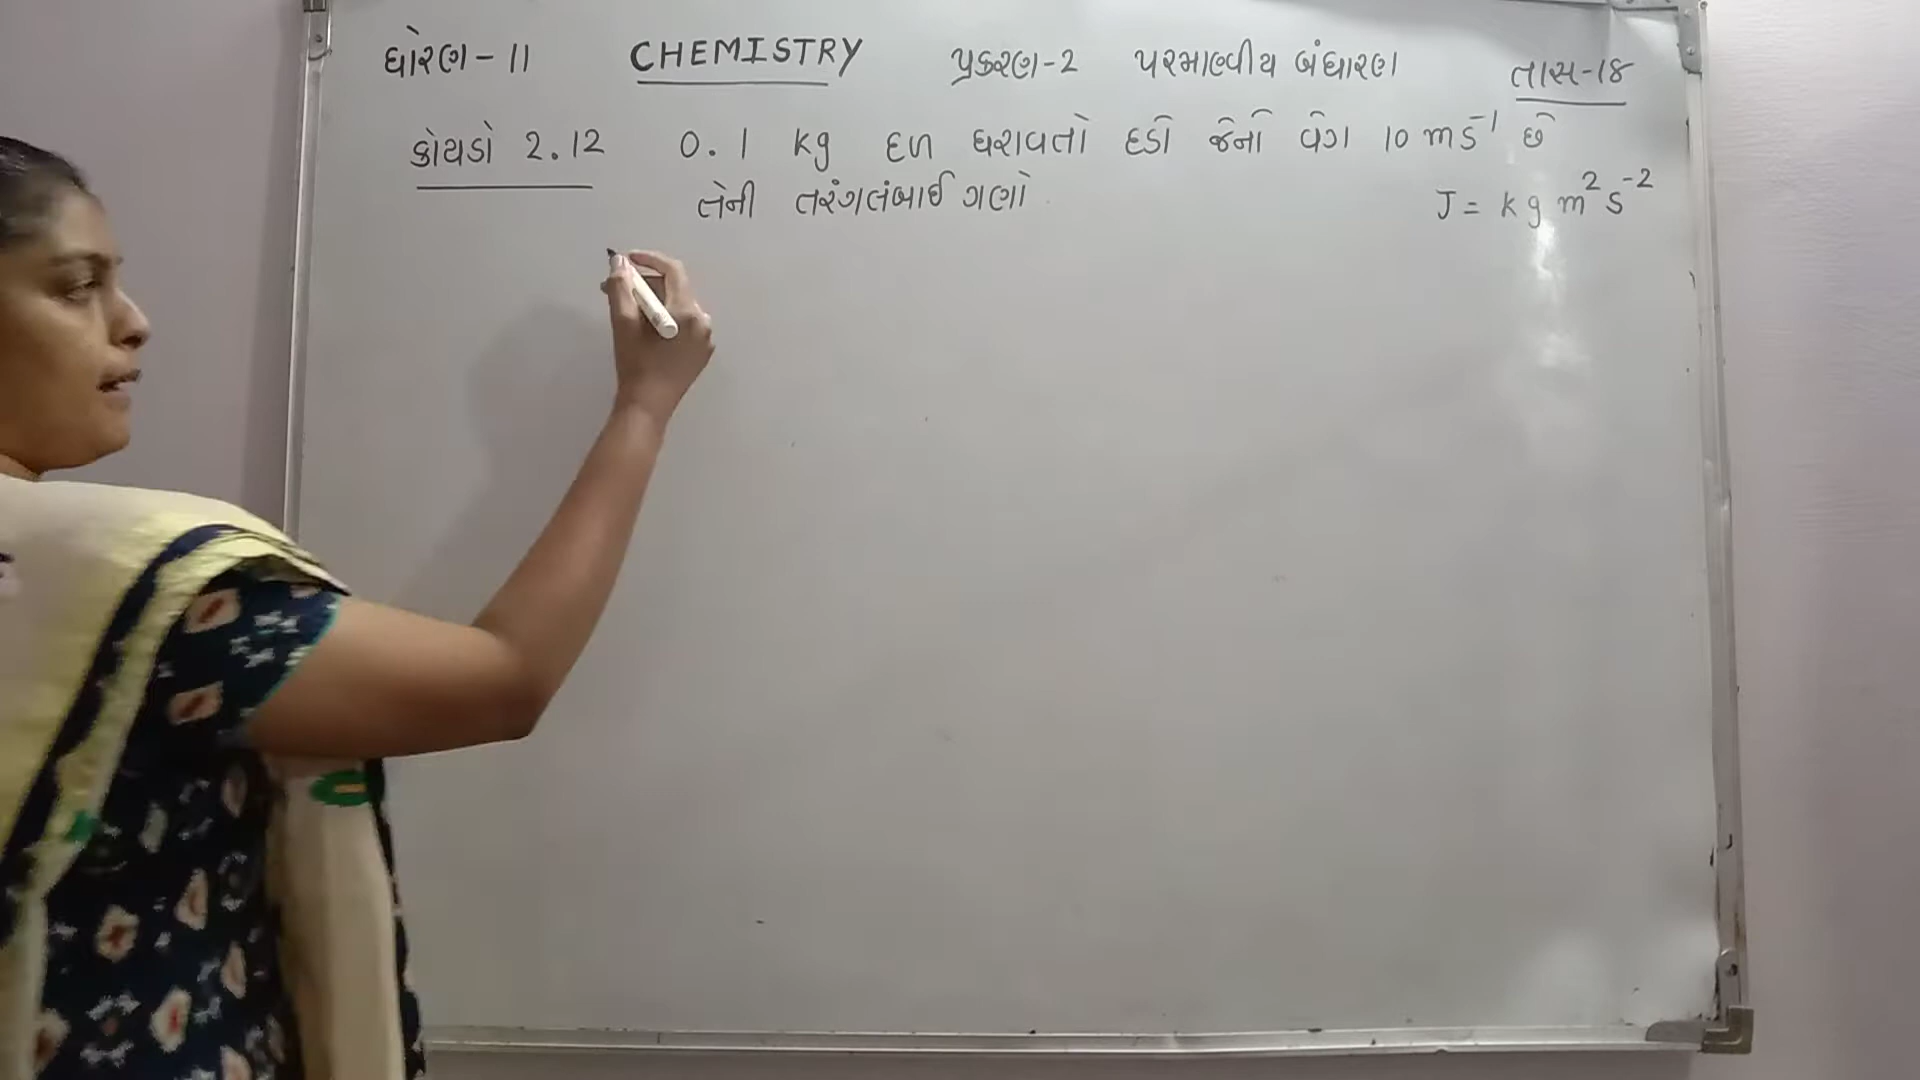 ધોરણ-11 CHEMISTRY પ્રકરણ-2 પરમાણ્વીય બંધારણ તાસ-૧૪
કોયડો 2.12 0.1 kg દળ ધરાવતો દડો જેનો વેગ 10 ms⁻¹ છે
તેની તરંગલંબાઈ ગણો J = kg m² s⁻²